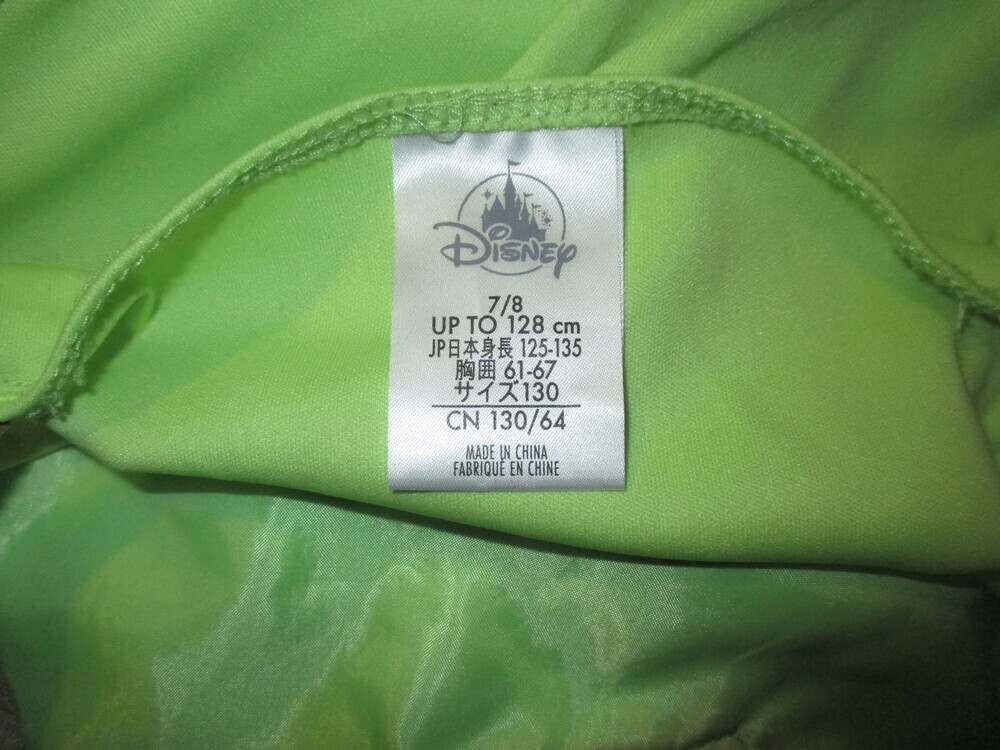 Disney
7/8
UP TO 128 cm
JP日本身長 125-135
胸囲 61-67
サイズ130
CN 130/64
MADE IN CHINA
FABRIQUÉ EN CHINE